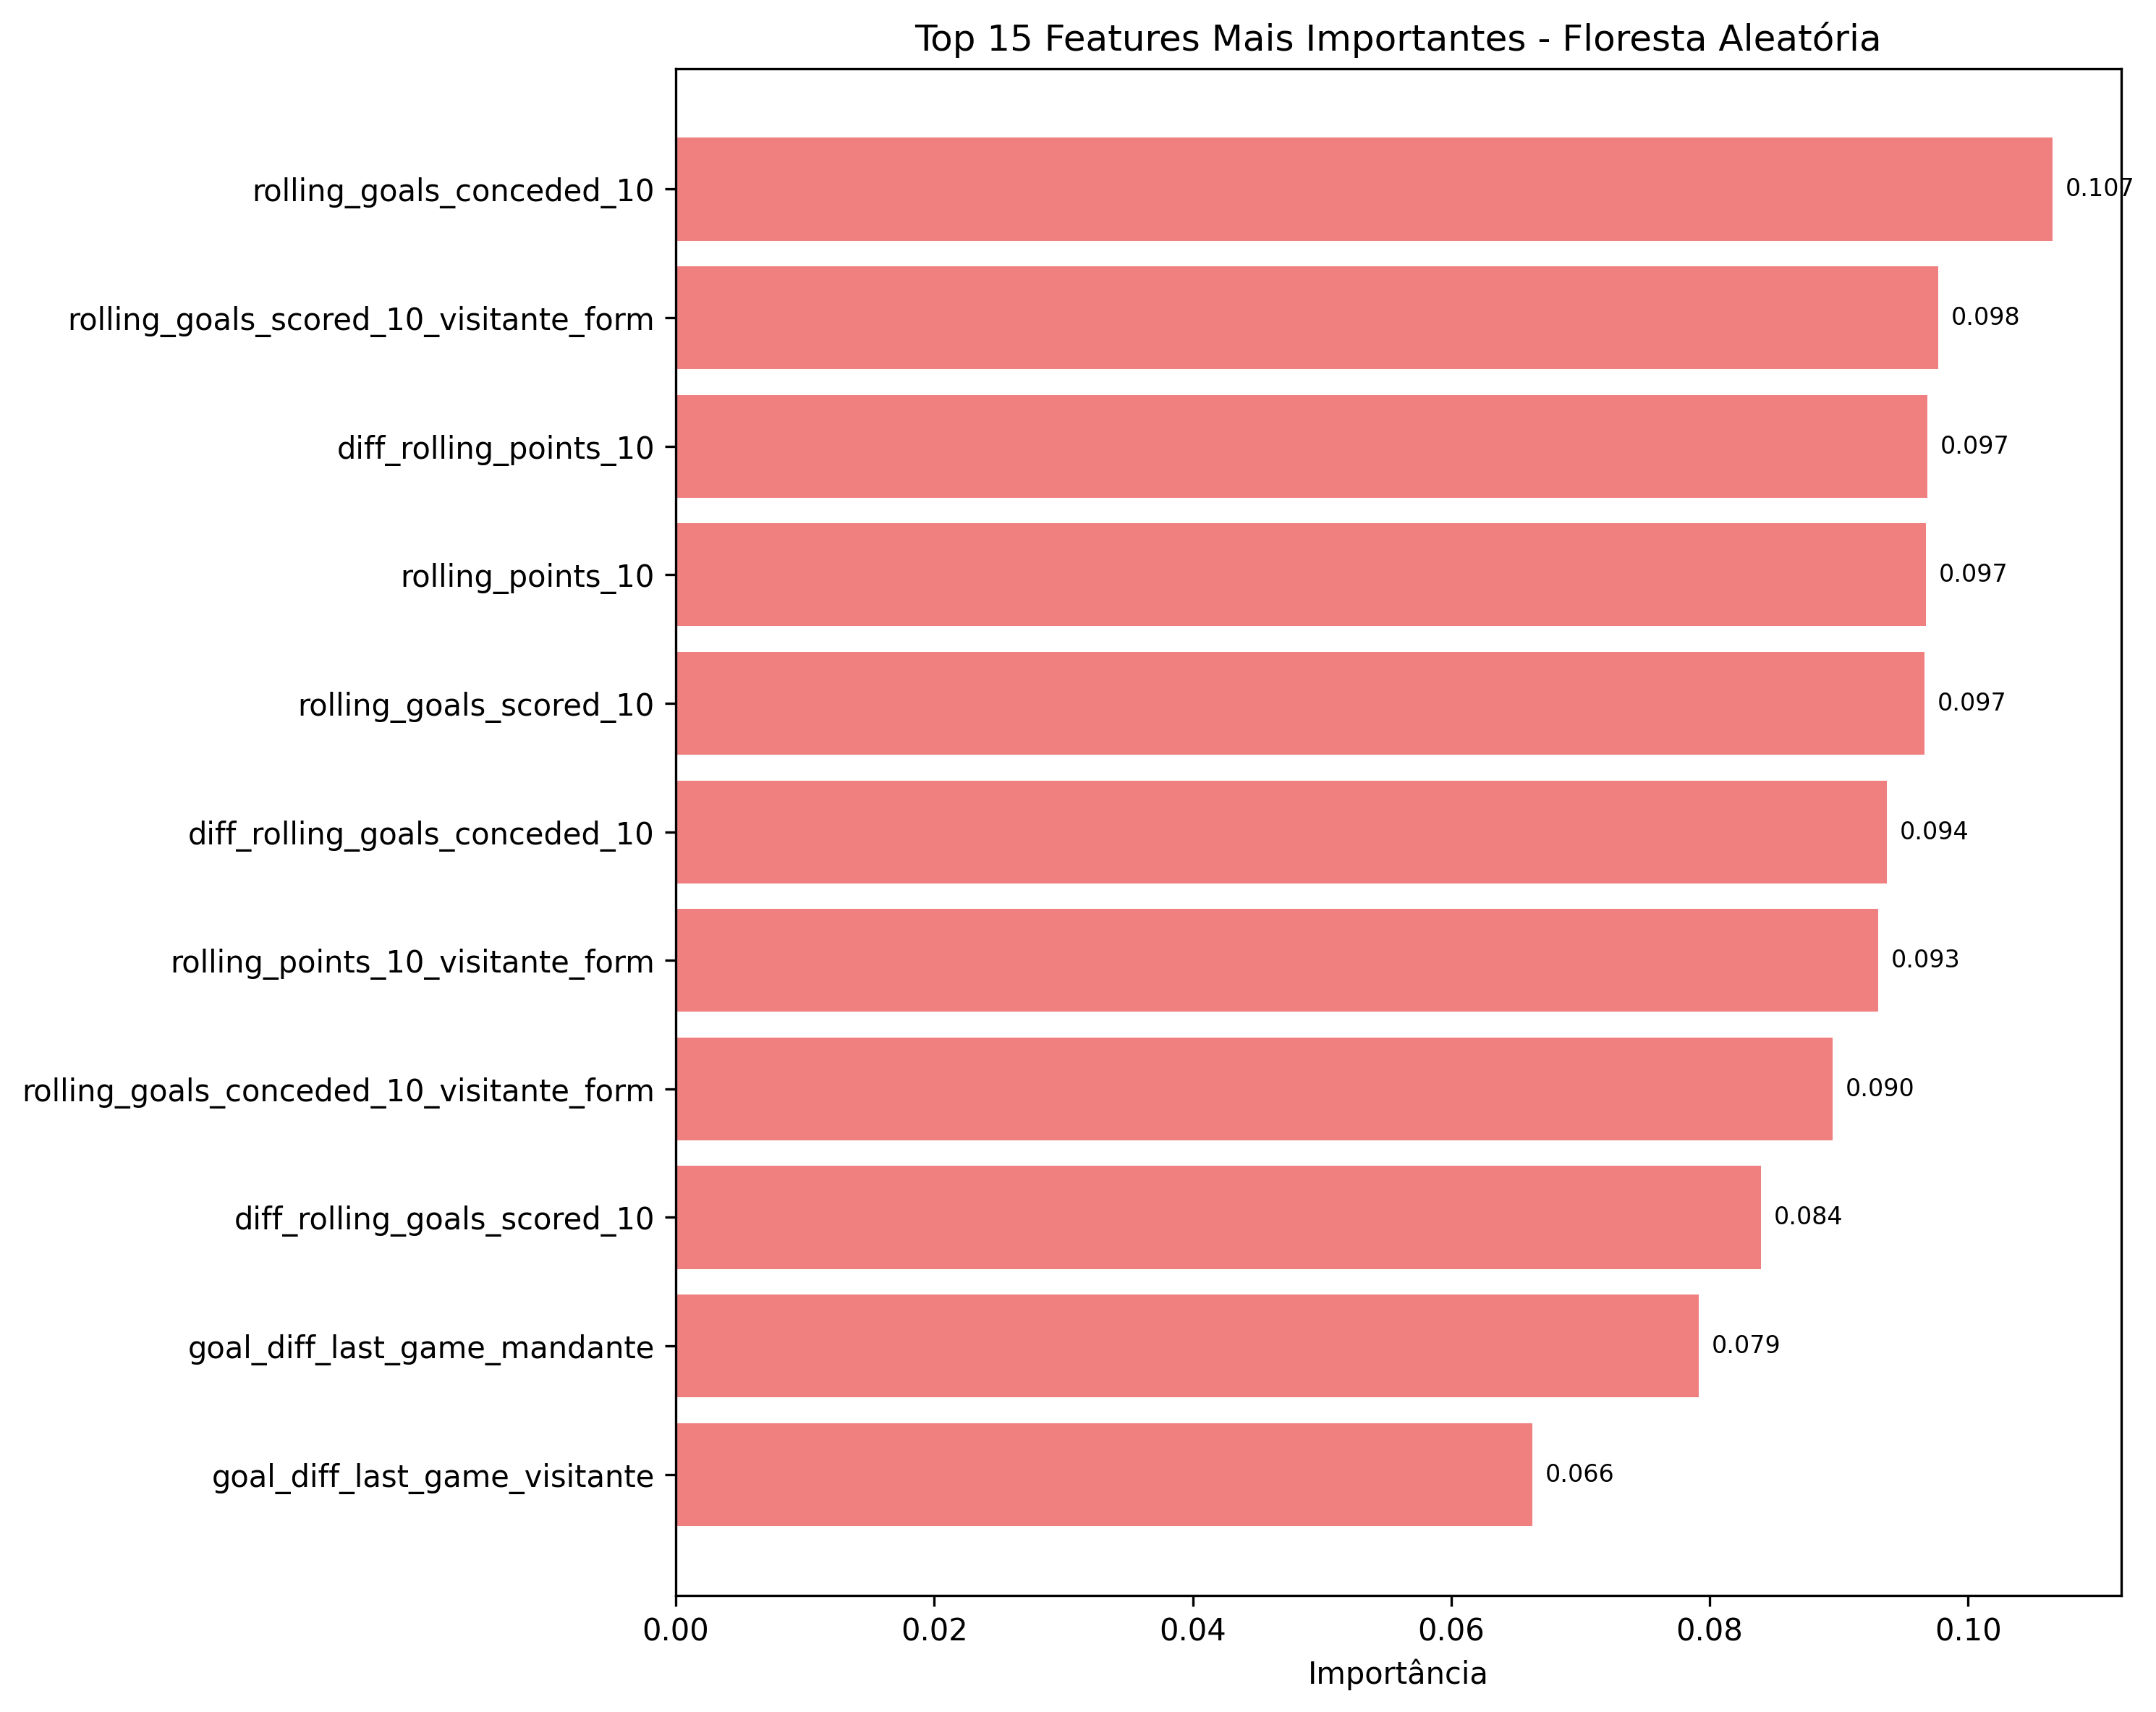 Top 15 Features Mais Importantes - Floresta Aleatória
rolling_goals_conceded_10
0.107
rolling_goals_scored_10_visitante_form
0.098
diff_rolling_points_10
0.097
rolling_points_10
0.097
rolling_goals_scored_10
0.097
diff_rolling_goals_conceded_10
0.094
rolling_points_10_visitante_form
0.093
rolling_goals_conceded_10_visitante_form
0.090
diff_rolling_goals_scored_10
0.084
goal_diff_last_game_mandante
0.079
goal_diff_last_game_visitante
0.066
0.00 0.02 0.04 0.06 0.08 0.10
Importância